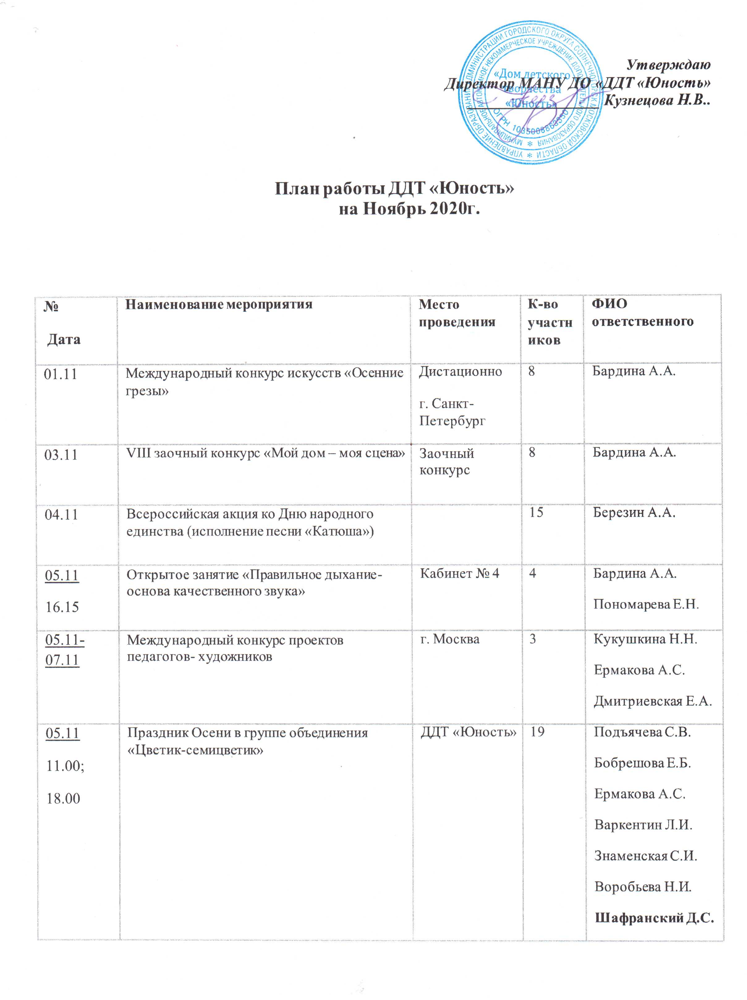 Утверждаю
Директор МАНУ ДО «ДДТ «Юность»
Кузнецова Н.В..
УПРАВЛЕНИЕ ОБРАЗОВАНИЯ АДМИНИСТРАЦИИ ГОРОДСКОГО ОКРУГА СОЛНЕЧНОГОРСК МОСКОВСКОЙ ОБЛАСТИ *
МУНИЦИПАЛЬНОЕ АВТОНОМНОЕ НЕКОММЕРЧЕСКОЕ УЧРЕЖДЕНИЕ ДОПОЛНИТЕЛЬНОГО ОБРАЗОВАНИЯ *
«Дом детского
творчества
«Юность»
ОГРН
План работы ДДТ «Юность»
на Ноябрь 2020г.
№
Дата
Наименование мероприятия
Место
проведения
К-во
участн
иков
ФИО
ответственного
01.11
Международный конкурс искусств «Осенние
грезы»
Дистационно
г. Санкт-
Петербург
8
Бардина А.А.
03.11
VIII заочный конкурс «Мой дом – моя сцена»
Заочный
конкурс
8
Бардина А.А.
04.11
Всероссийская акция ко Дню народного
единства (исполнение песни «Катюша»)
15
Березин А.А.
05.11
16.15
Открытое занятие «Правильное дыхание-
основа качественного звука»
Кабинет № 4
4
Бардина А.А.
Пономарева Е.Н.
05.11-
07.11
Международный конкурс проектов
педагогов- художников
г. Москва
3
Кукушкина Н.Н.
Ермакова А.С.
Дмитриевская Е.А.
05.11
11.00;
18.00
Праздник Осени в группе объединения
«Цветик-семицветик»
ДДТ «Юность»
19
Подъячева С.В.
Бобрешова Е.Б.
Ермакова А.С.
Варкентин Л.И.
Знаменская С.И.
Воробьева Н.И.
Шафранский Д.С.